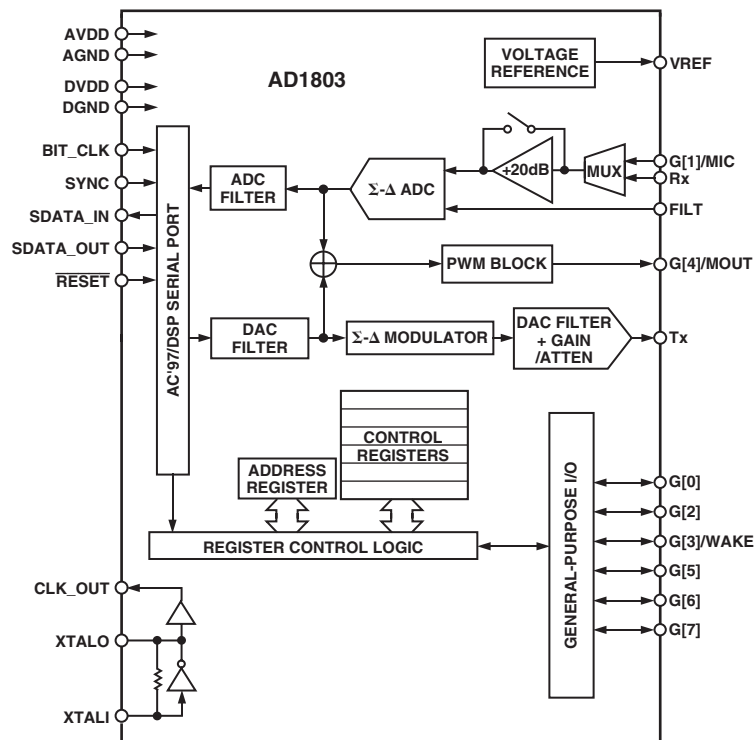 AVDD
AGND
DVDD
DGND
BIT_CLK
SYNC
SDATA_IN
SDATA_OUT
RESET
CLK_OUT
XTALO
XTALI
AD1803
VOLTAGE
REFERENCE
AC'97/DSP SERIAL PORT
ADC
FILTER
Σ-Δ ADC
+20dB
MUX
PWM BLOCK
DAC
FILTER
Σ-Δ MODULATOR
DAC FILTER
+ GAIN
/ATTEN
CONTROL
REGISTERS
ADDRESS
REGISTER
REGISTER CONTROL LOGIC
GENERAL-PURPOSE I/O
VREF
G[1]/MIC
Rx
FILT
G[4]/MOUT
Tx
G[0]
G[2]
G[3]/WAKE
G[5]
G[6]
G[7]